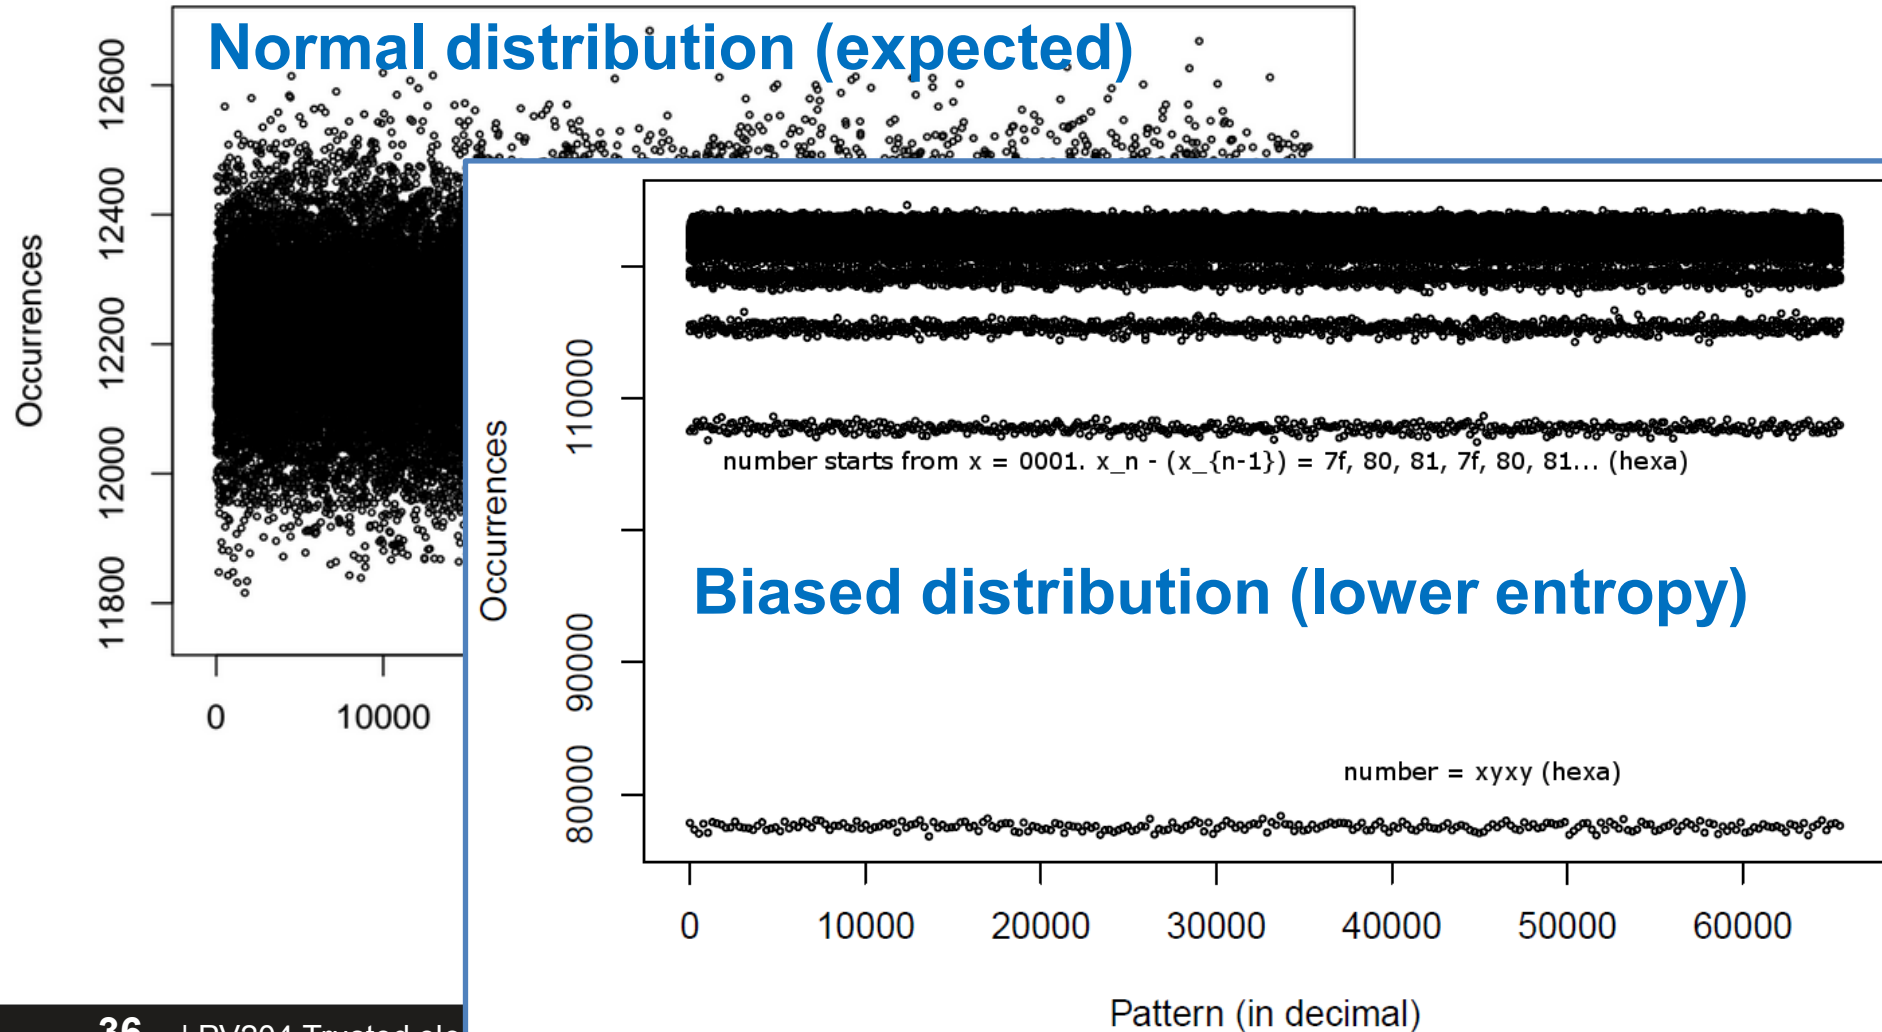 Normal distribution (expected)
Occurrences
12600
12400
12200
12000
11800
0 10000
Occurrences
110000
90000
80000
number starts from x = 0001. x_n - (x_{n-1}) = 7f, 80, 81, 7f, 80, 81... (hexa)
Biased distribution (lower entropy)
number = xyxy (hexa)
0 10000 20000 30000 40000 50000 60000
Pattern (in decimal)
36 | PV204 Trusted